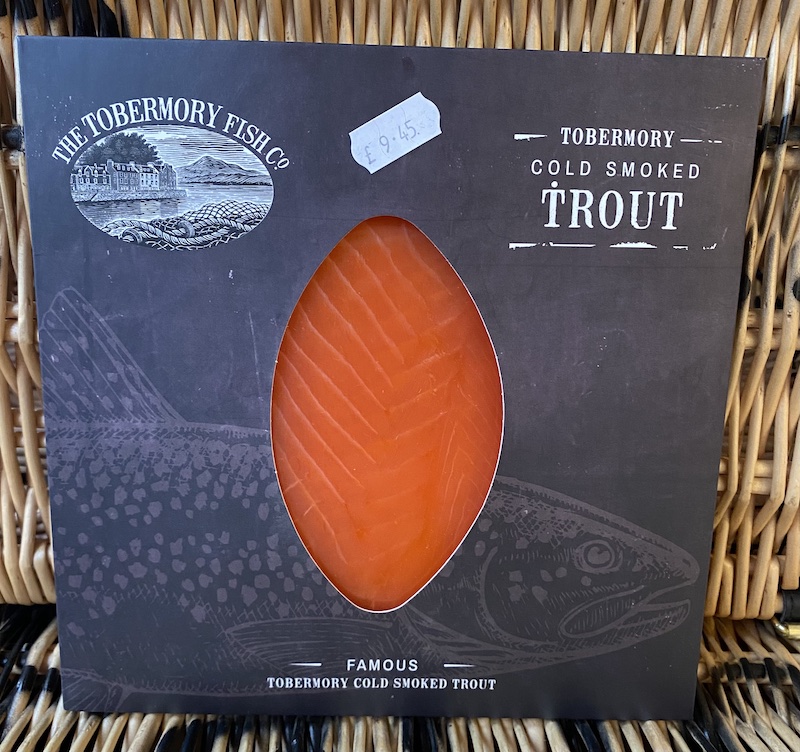 THE TOBERMORY FISH Co
£9.45
TOBERMORY
COLD SMOKED
TROUT
FAMOUS
TOBERMORY COLD SMOKED TROUT